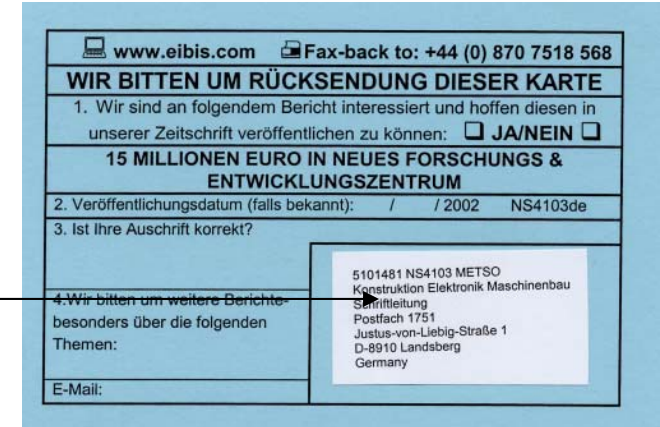 www.eibis.com Fax-back to: +44 (0) 870 7518 568
WIR BITTEN UM RÜCKSENDUNG DIESER KARTE
1. Wir sind an folgendem Bericht interessiert und hoffen diesen in
unserer Zeitschrift veröffentlichen zu können: ❑ JA/NEIN ❑
15 MILLIONEN EURO IN NEUES FORSCHUNGS &
ENTWICKLUNGSZENTRUM
2. Veröffentlichungsdatum (falls bekannt): / / 2002 NS4103de
3. Ist Ihre Auschrift korrekt?
4.Wir bitten um weitere Berichte-
besonders über die folgenden
Themen:
E-Mail:
5101481 NS4103 METSO
Konstruktion Elektronik Maschinenbau
Schriftleitung
Postfach 1751
Justus-von-Liebig-Straße 1
D-8910 Landsberg
Germany